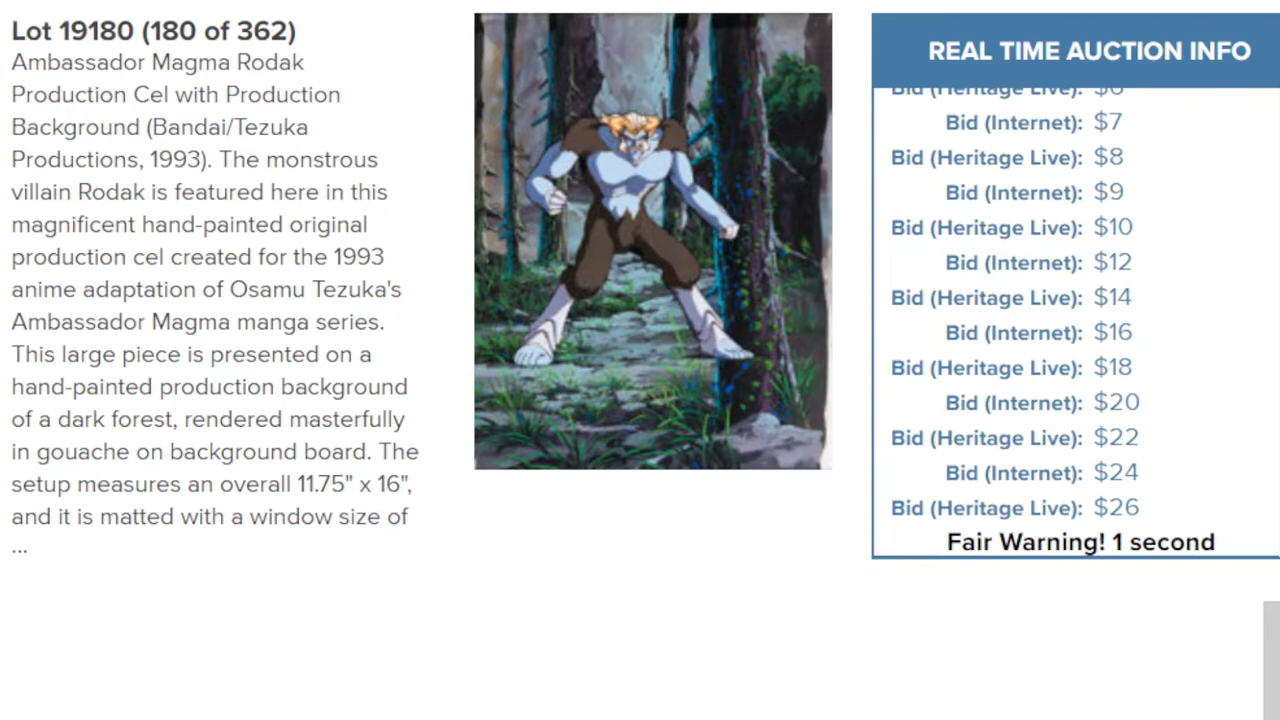 Lot 19180 (180 of 362)
Ambassador Magma Rodak
Production Cel with Production
Background (Bandai/Tezuka
Productions, 1993). The monstrous
villain Rodak is featured here in this
magnificent hand-painted original
production cel created for the 1993
anime adaptation of Osamu Tezuka's
Ambassador Magma manga series.
This large piece is presented on a
hand-painted production background
of a dark forest, rendered masterfully
in gouache on background board. The
setup measures an overall 11.75" x 16",
and it is matted with a window size of
...
REAL TIME AUCTION INFO
Bid (Heritage Live): $6
Bid (Internet): $7
Bid (Heritage Live): $8
Bid (Internet): $9
Bid (Heritage Live): $10
Bid (Internet): $12
Bid (Heritage Live): $14
Bid (Internet): $16
Bid (Heritage Live): $18
Bid (Internet): $20
Bid (Heritage Live): $22
Bid (Internet): $24
Bid (Heritage Live): $26
Fair Warning! 1 second